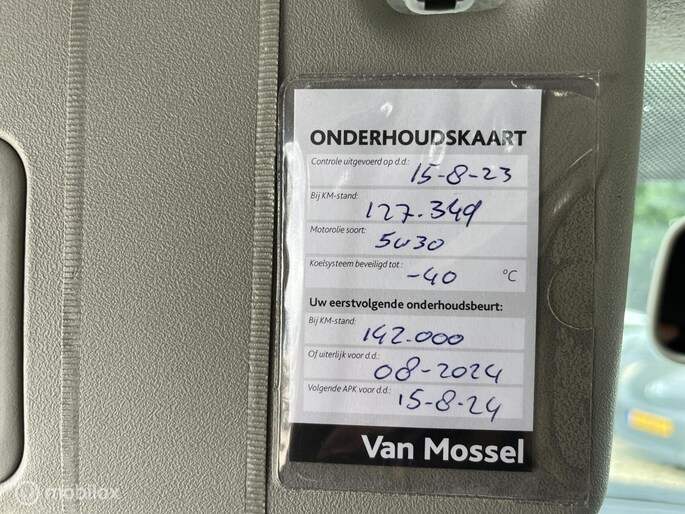 ONDERHOUDSKAART
Controle uitgevoerd op d.d.: 15-8-23
Bij KM-stand: 127.349
Motorolie soort: 5w30
Koelsysteem beveiligd tot: -40 °C
Uw eerstvolgende onderhoudsbeurt:
Bij KM-stand: 142.000
Of uiterlijk voor d.d.: 08-2024
Volgende APK voor d.d.: 15-8-24
Van Mossel
mobilox